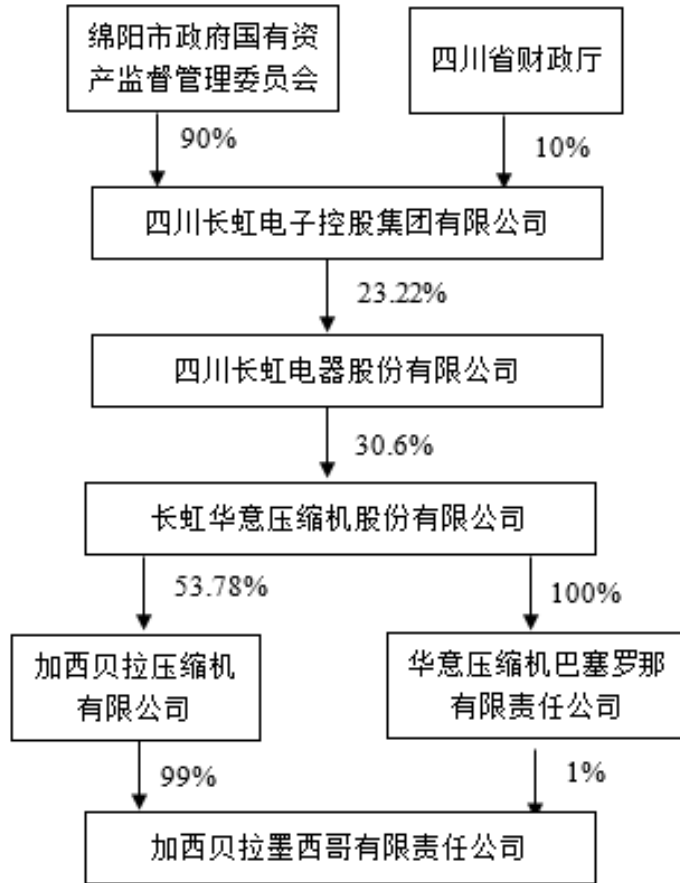 绵阳市政府国有资
产监督管理委员会
四川省财政厅
90%
10%
四川长虹电子控股集团有限公司
23.22%
四川长虹电器股份有限公司
30.6%
长虹华意压缩机股份有限公司
53.78%
100%
加西贝拉压缩机
有限公司
华意压缩机巴塞罗那
有限责任公司
99%
1%
加西贝拉墨西哥有限责任公司